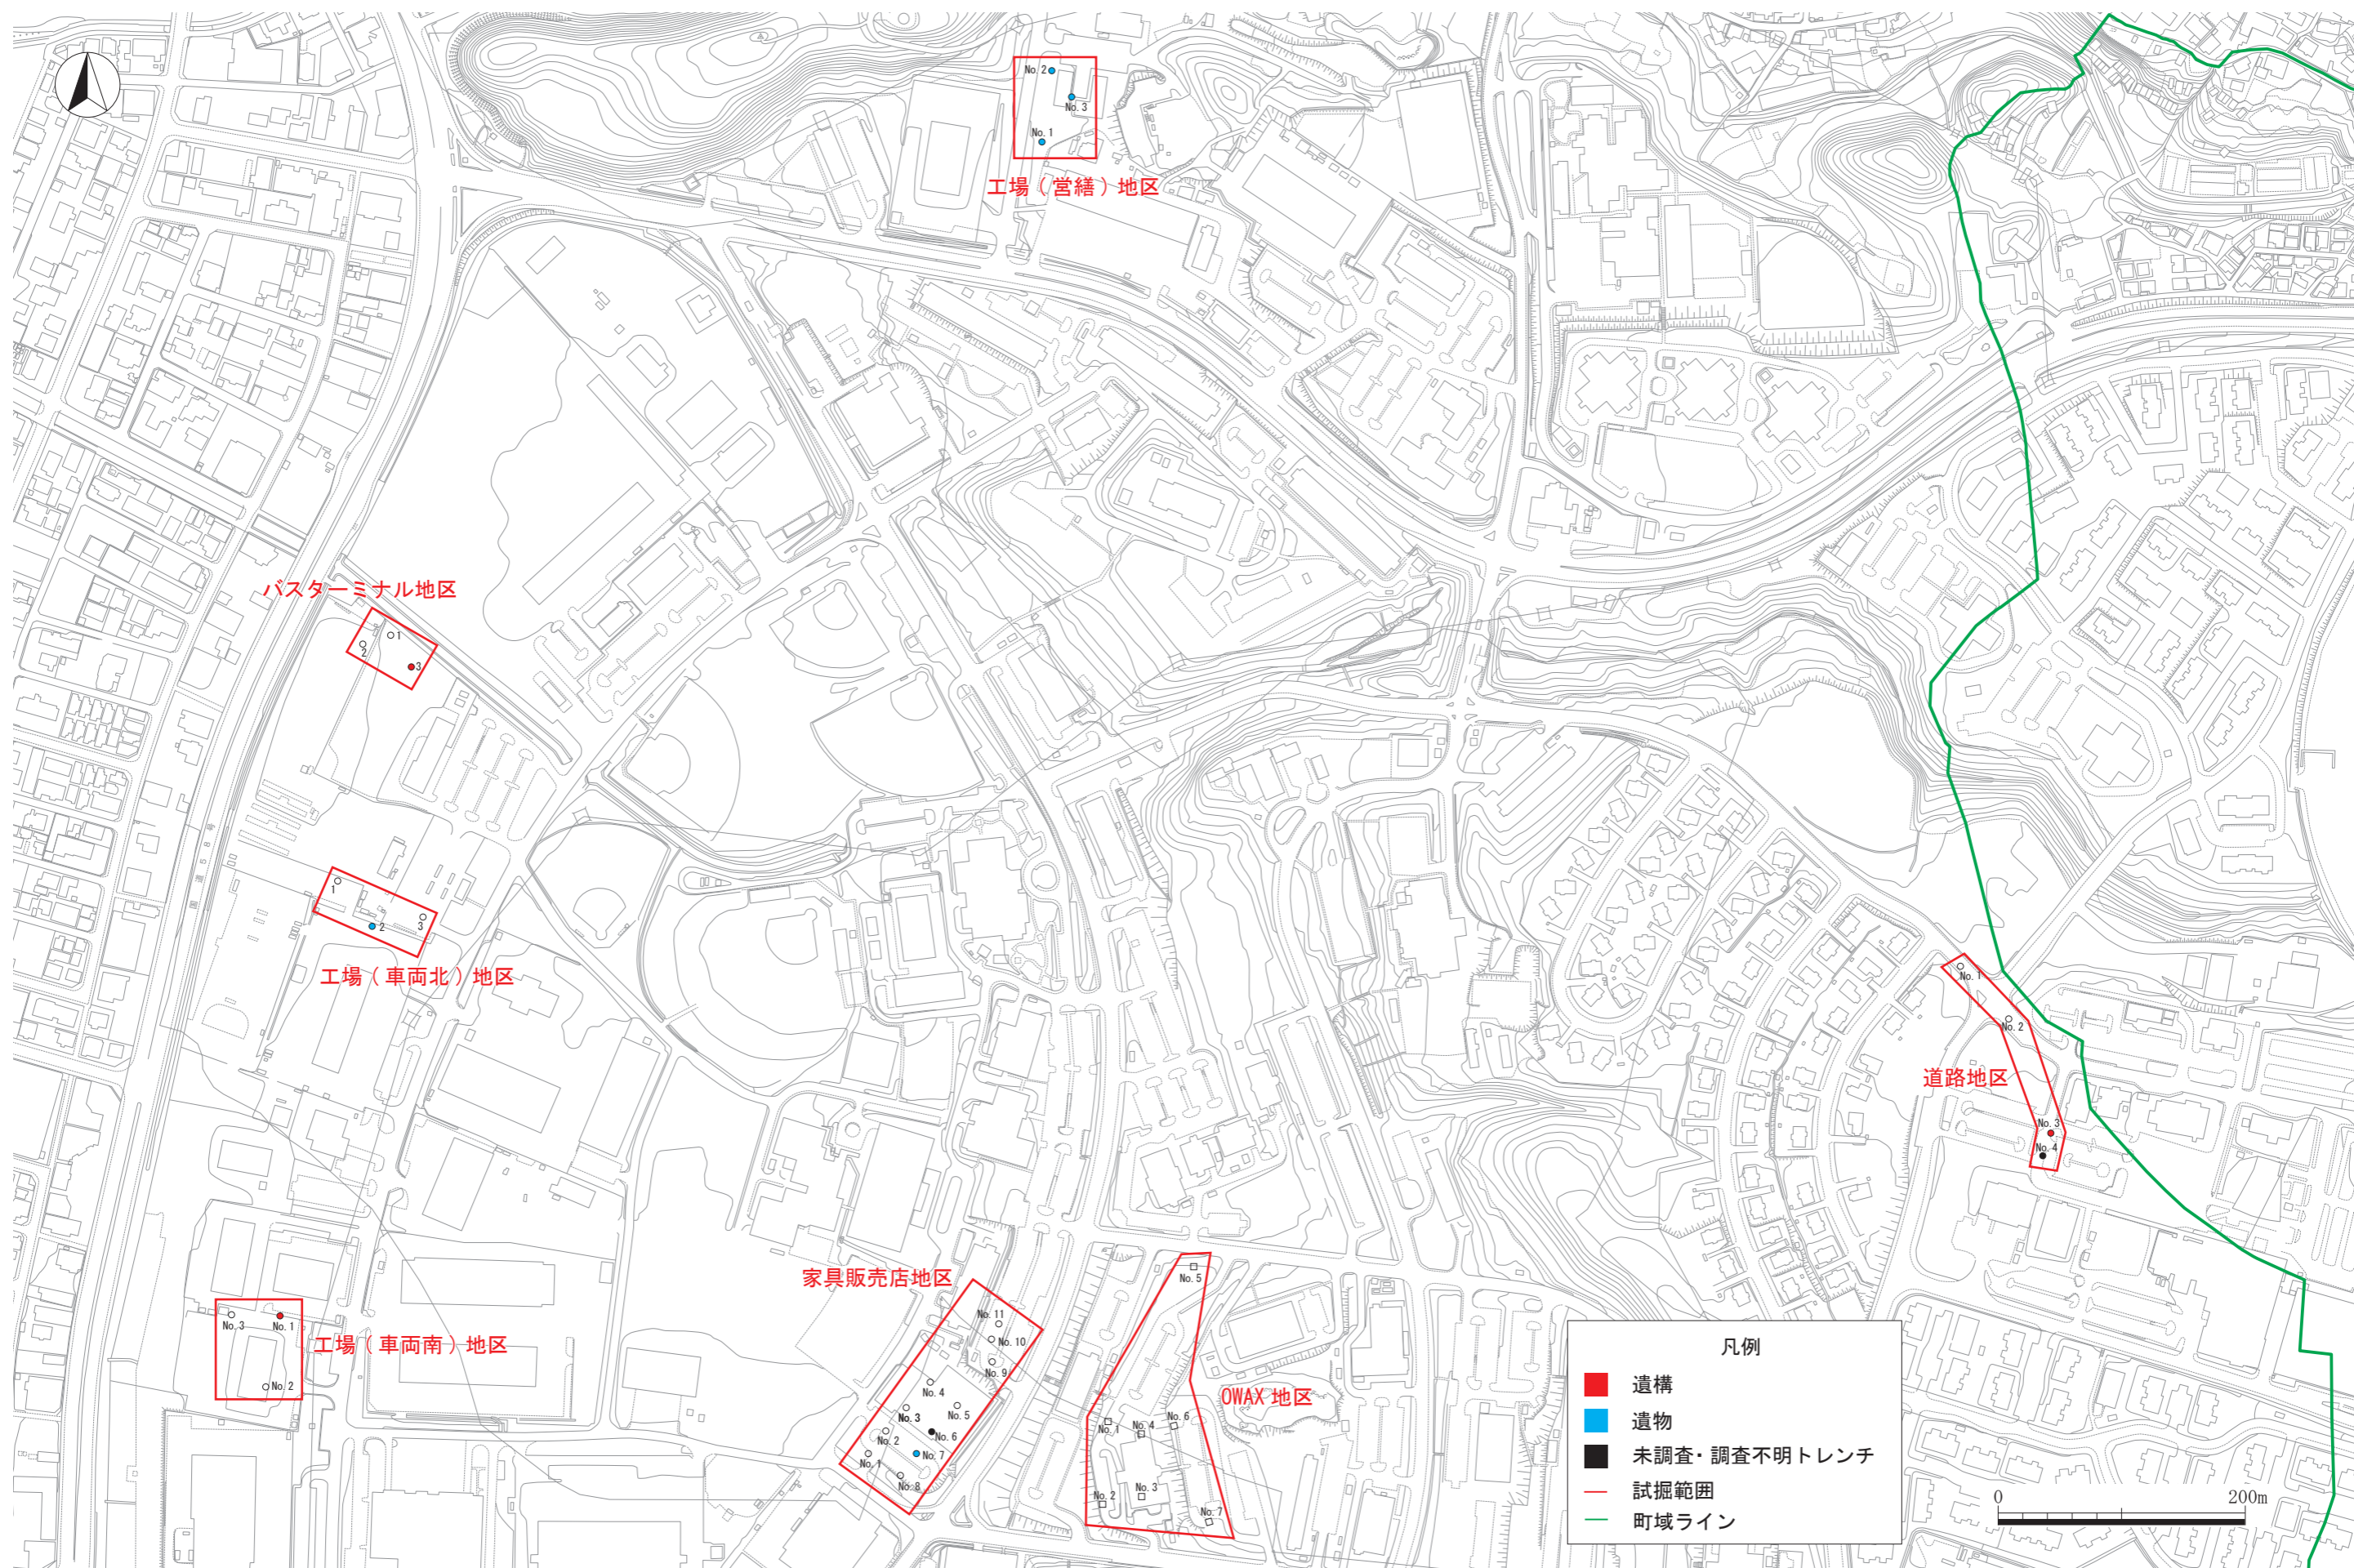 No. 2
No. 3
No. 1
工場（営繕）地区
バスターミナル地区
1
2
3
1
2
3
工場（車両北）地区
No. 1
No. 2
道路地区
No. 3
No. 4
家具販売店地区
No. 5
No. 3
No. 1
No. 2
工場（車両南）地区
No. 11
No. 10
No. 9
No. 4
No. 3
No. 5
No. 6
No. 2
No. 7
No. 1
No. 8
OWAX 地区
No. 1
No. 4
No. 6
No. 2
No. 3
No. 7
凡例
遺構
遺物
未調査・調査不明トレンチ
試掘範囲
町域ライン
0
200m